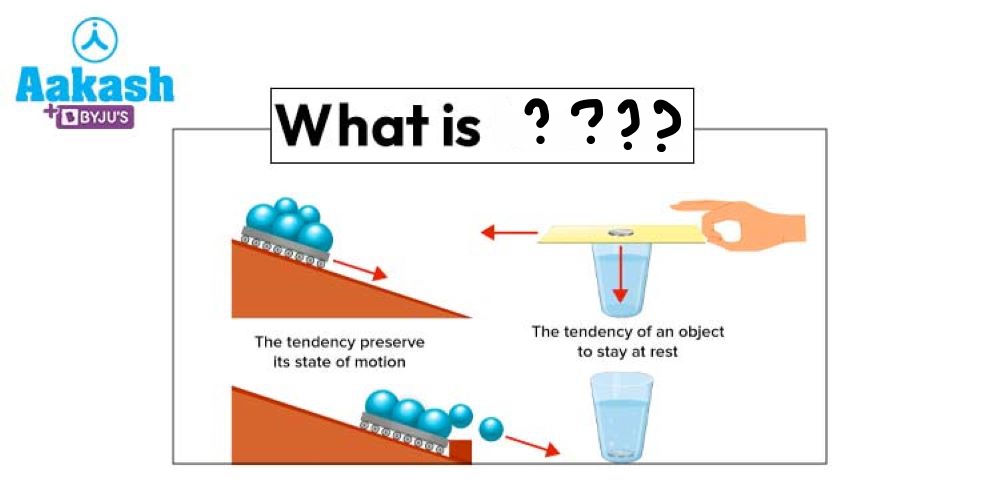 Aakash
+ BYJU'S
What is ? ? ? ?
The tendency preserve
its state of motion
The tendency of an object
to stay at rest